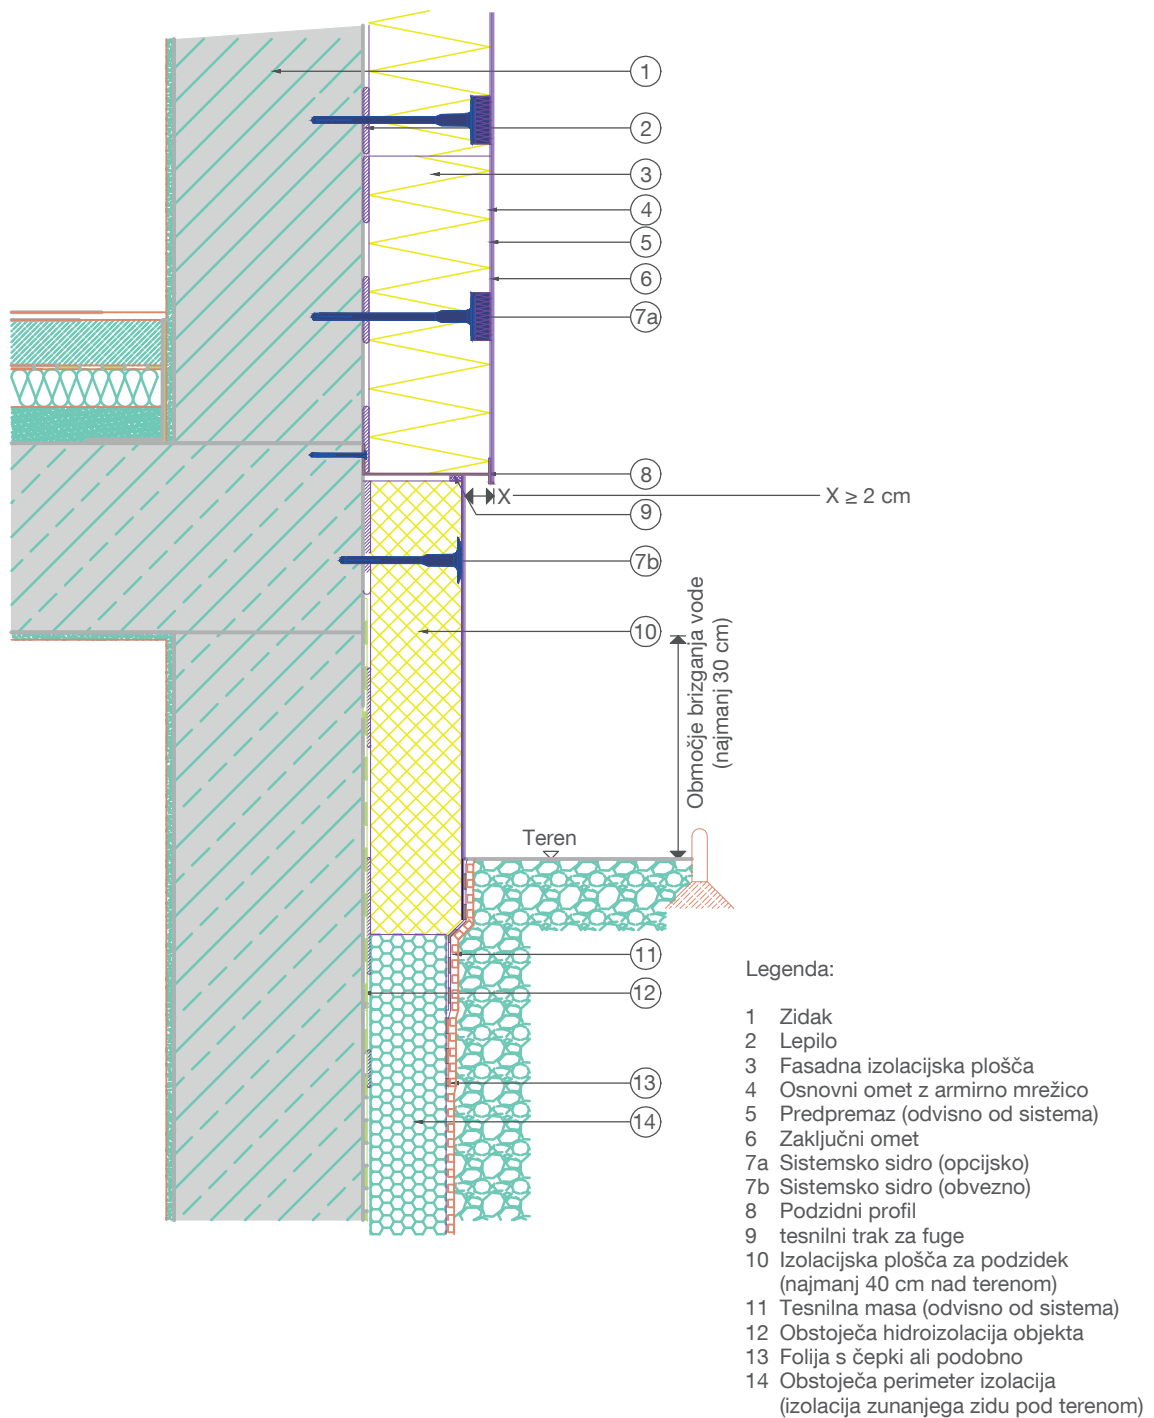 1
2
3
4
5
6
7a
8
X
X ≥ 2 cm
9
7b
10
Območje brizganja vode
(najmanj 30 cm)
Teren
11
12
13
14
Legenda:
1 Zidak
2 Lepilo
3 Fasadna izolacijska plošča
4 Osnovni omet z armirno mrežico
5 Predpremaz (odvisno od sistema)
6 Zaključni omet
7a Sistemsko sidro (opcijsko)
7b Sistemsko sidro (obvezno)
8 Podzidni profil
9 tesnilni trak za fuge
10 Izolacijska plošča za podzidek
(najmanj 40 cm nad terenom)
11 Tesnilna masa (odvisno od sistema)
12 Obstoječa hidroizolacija objekta
13 Folija s čepki ali podobno
14 Obstoječa perimeter izolacija
(izolacija zunanjega zidu pod terenom)